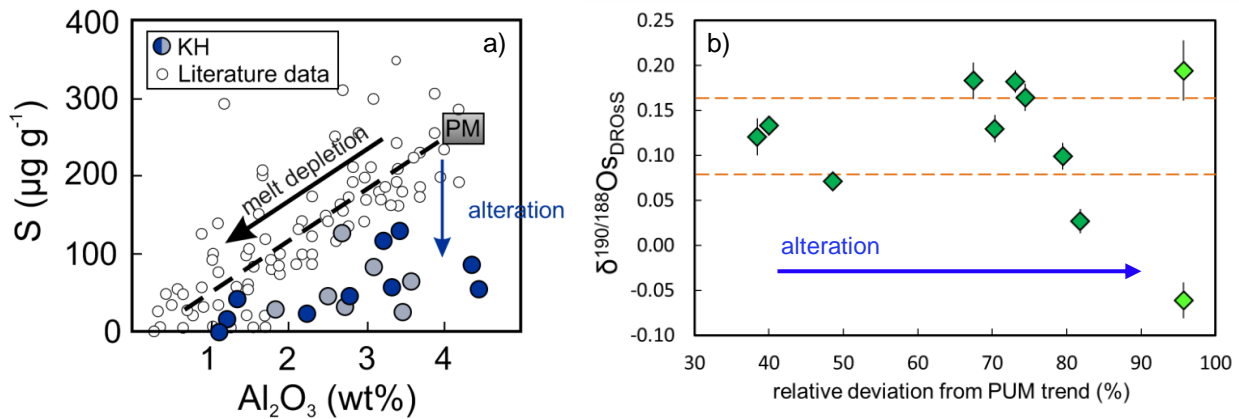 a)
KH
Literature data
PM
melt depletion
alteration
400
300
200
100
0
S (µg g⁻¹)
1 2 3 4
Al₂O₃ (wt%)
b)
0.25
0.20
0.15
0.10
0.05
0.00
-0.05
-0.10
δ¹⁹⁰/¹⁸⁸Os_DROsS
alteration
30 40 50 60 70 80 90 100
relative deviation from PUM trend (%)